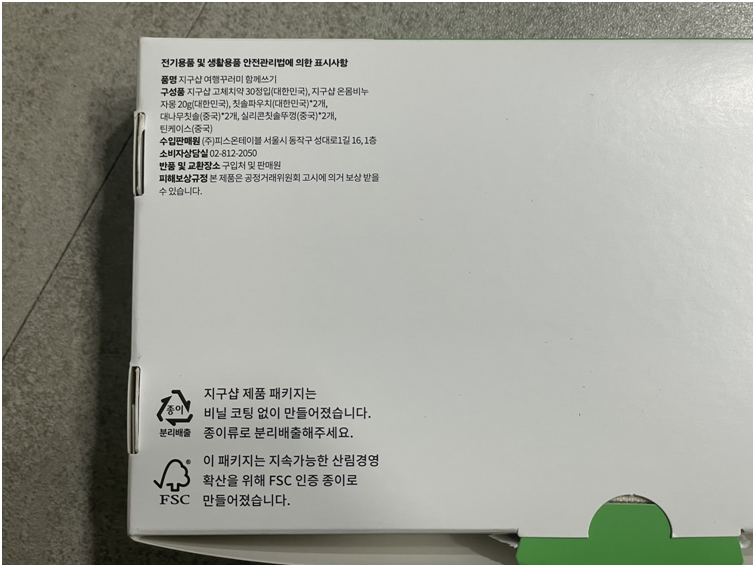 전기용품 및 생활용품 안전관리법에 의한 표시사항
품명 지구샵 여행꾸러미 함께쓰기
구성품 지구샵 고체치약 30정입(대한민국), 지구샵 온몸비누
자몽 20g(대한민국), 칫솔파우치(대한민국)*2개,
대나무칫솔(중국)*2개, 실리콘칫솔뚜껑(중국)*2개,
틴케이스(중국)
수입판매원 (주)피스온테이블 서울시 동작구 성대로1길 16, 1층
소비자상담실 02-812-2050
반품 및 교환장소 구입처 및 판매원
피해보상규정 본 제품은 공정거래위원회 고시에 의거 보상 받을
수 있습니다.
종이
분리배출
지구샵 제품 패키지는
비닐 코팅 없이 만들어졌습니다.
종이류로 분리배출해주세요.
FSC
이 패키지는 지속가능한 산림경영
확산을 위해 FSC 인증 종이로
만들어졌습니다.